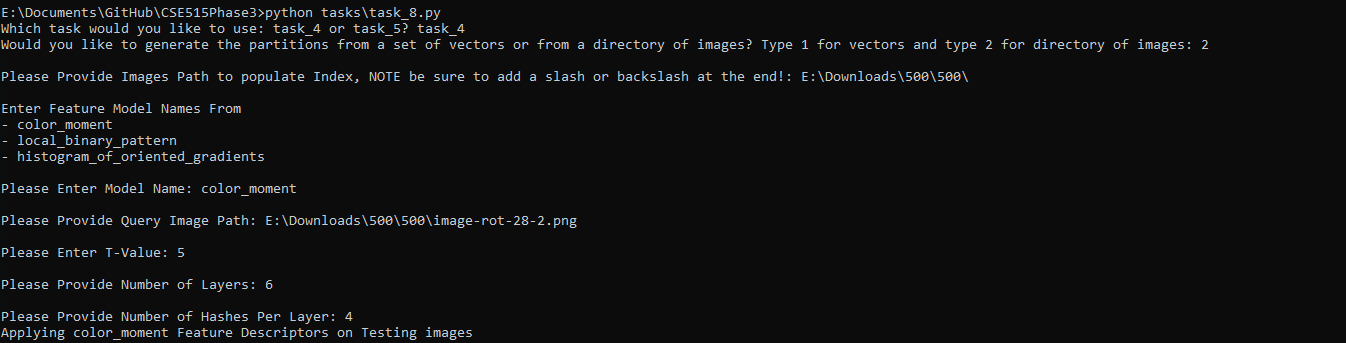 E:\Documents\GitHub\CSE515Phase3>python tasks\task_8.py
Which task would you like to use: task_4 or task_5? task_4
Would you like to generate the partitions from a set of vectors or from a directory of images? Type 1 for vectors and type 2 for directory of images: 2
Please Provide Images Path to populate Index, NOTE be sure to add a slash or backslash at the end!: E:\Downloads\500\500\
Enter Feature Model Names From
- color_moment
- local_binary_pattern
- histogram_of_oriented_gradients
Please Enter Model Name: color_moment
Please Provide Query Image Path: E:\Downloads\500\500\image-rot-28-2.png
Please Enter T-Value: 5
Please Provide Number of Layers: 6
Please Provide Number of Hashes Per Layer: 4
Applying color_moment Feature Descriptors on Testing images